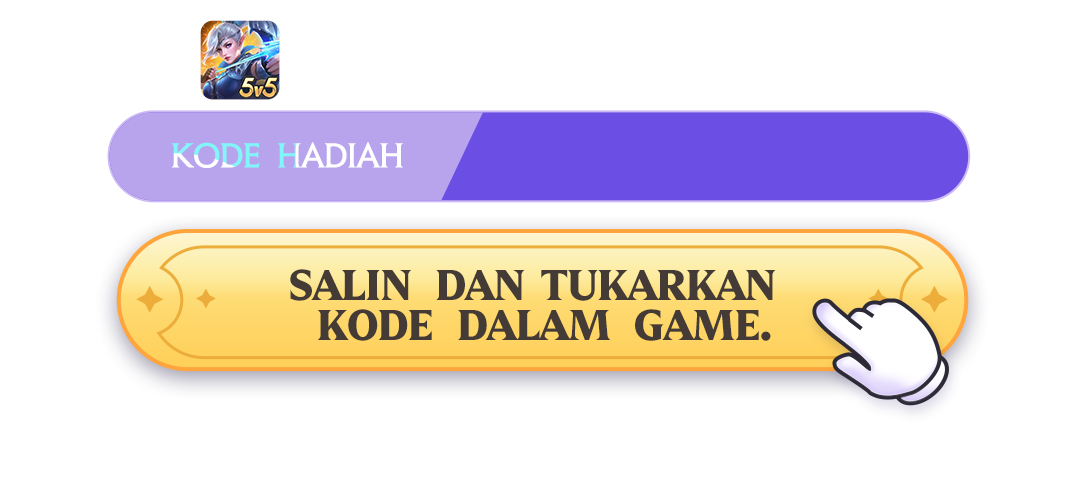 5v5
KODE HADIAH
SALIN DAN TUKARKAN
KODE DALAM GAME.